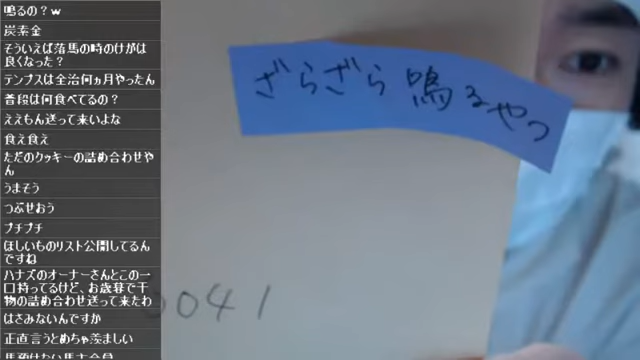 鳴るの？w
炭素金
そういえば落馬の時のけがは
良くなった？
テンプスは全治何ヵ月やったん
普段は何食べてるの？
ええもん送って来いよな
食え食え
ただのクッキーの詰め合わせや
ん
うまそう
つぶせおう
プチプチ
ほしいものリスト公開してるん
ですね
ハナズのオーナーさんとこの一
口持ってるけど、お歳暮で干
物の詰め合わせ送って来たわ
はさみないんですか
正直言うとめちゃ羨ましい
ざらざら鳴るやつ
0041